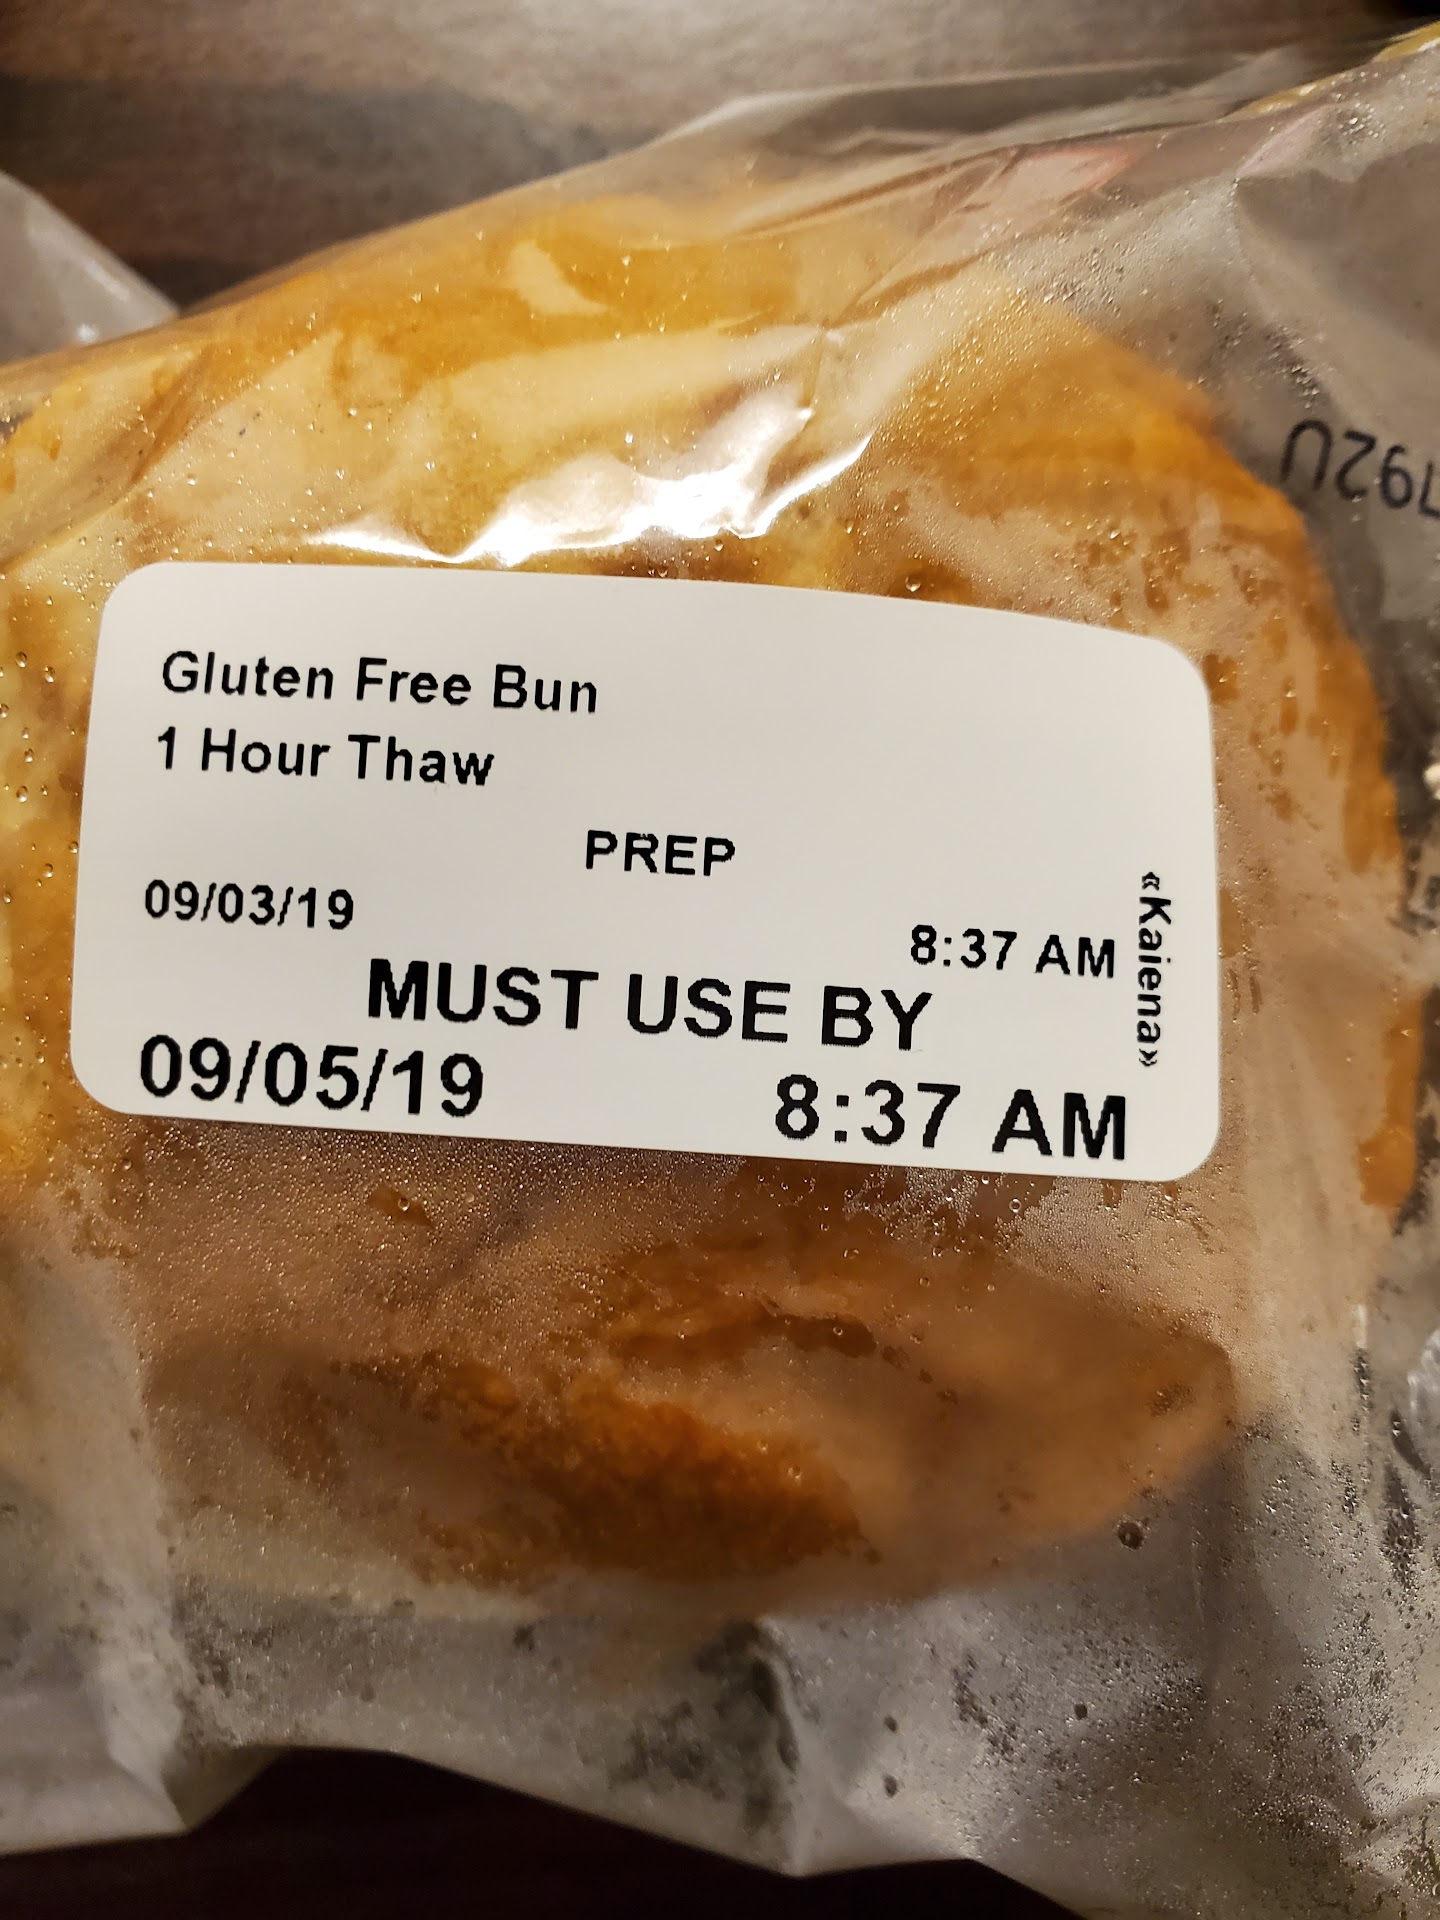 Gluten Free Bun
1 Hour Thaw
PREP
09/03/19 8:37 AM
MUST USE BY
09/05/19 8:37 AM
«Kaiena»